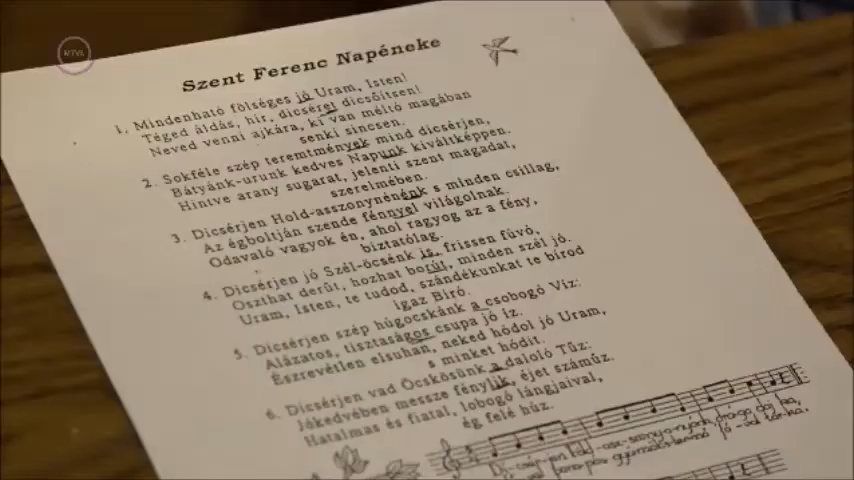 MTVA
Szent Ferenc Napéneke
1. Mindenható fölséges jó Uram, Isten!
Téged áldás, hír, dicséret dicsőítsen!
Neved venni ajkára, ki van méltó magában
senki sincsen.
2. Sokféle szép teremtmények mind dicsérjen,
Bátyánk-urunk kedves Napunk kiváltképpen.
Hintve arany sugarat, jelenti szent magadat,
szerelmében.
3. Dicsérjen Hold-asszonynénénk s minden csillag,
Az égboltján szende fénnyel világolnak.
Odavaló vagyok én, ahol ragyog az a fény,
biztatólag.
4. Dicsérjen jó Szél-öcsénk is, frissen fúvó,
Oszthat derűt, hozhat borút, minden szél jó.
Uram, Isten, te tudod, szándékunkat te bírod
igaz Bíró.
5. Dicsérjen szép húgocskánk a csobogó Víz:
Alázatos, tisztaságos csupa jó íz.
Észrevétlen elsuhan, neked hódol jó Uram,
s minket hódít.
6. Dicsérjen vad Öcskösünk a daloló Tűz:
Jókedvében messze fénylik, éjet száműz.
Hatalmas és fiatal, lobogó lángjaival,
ég felé húz.